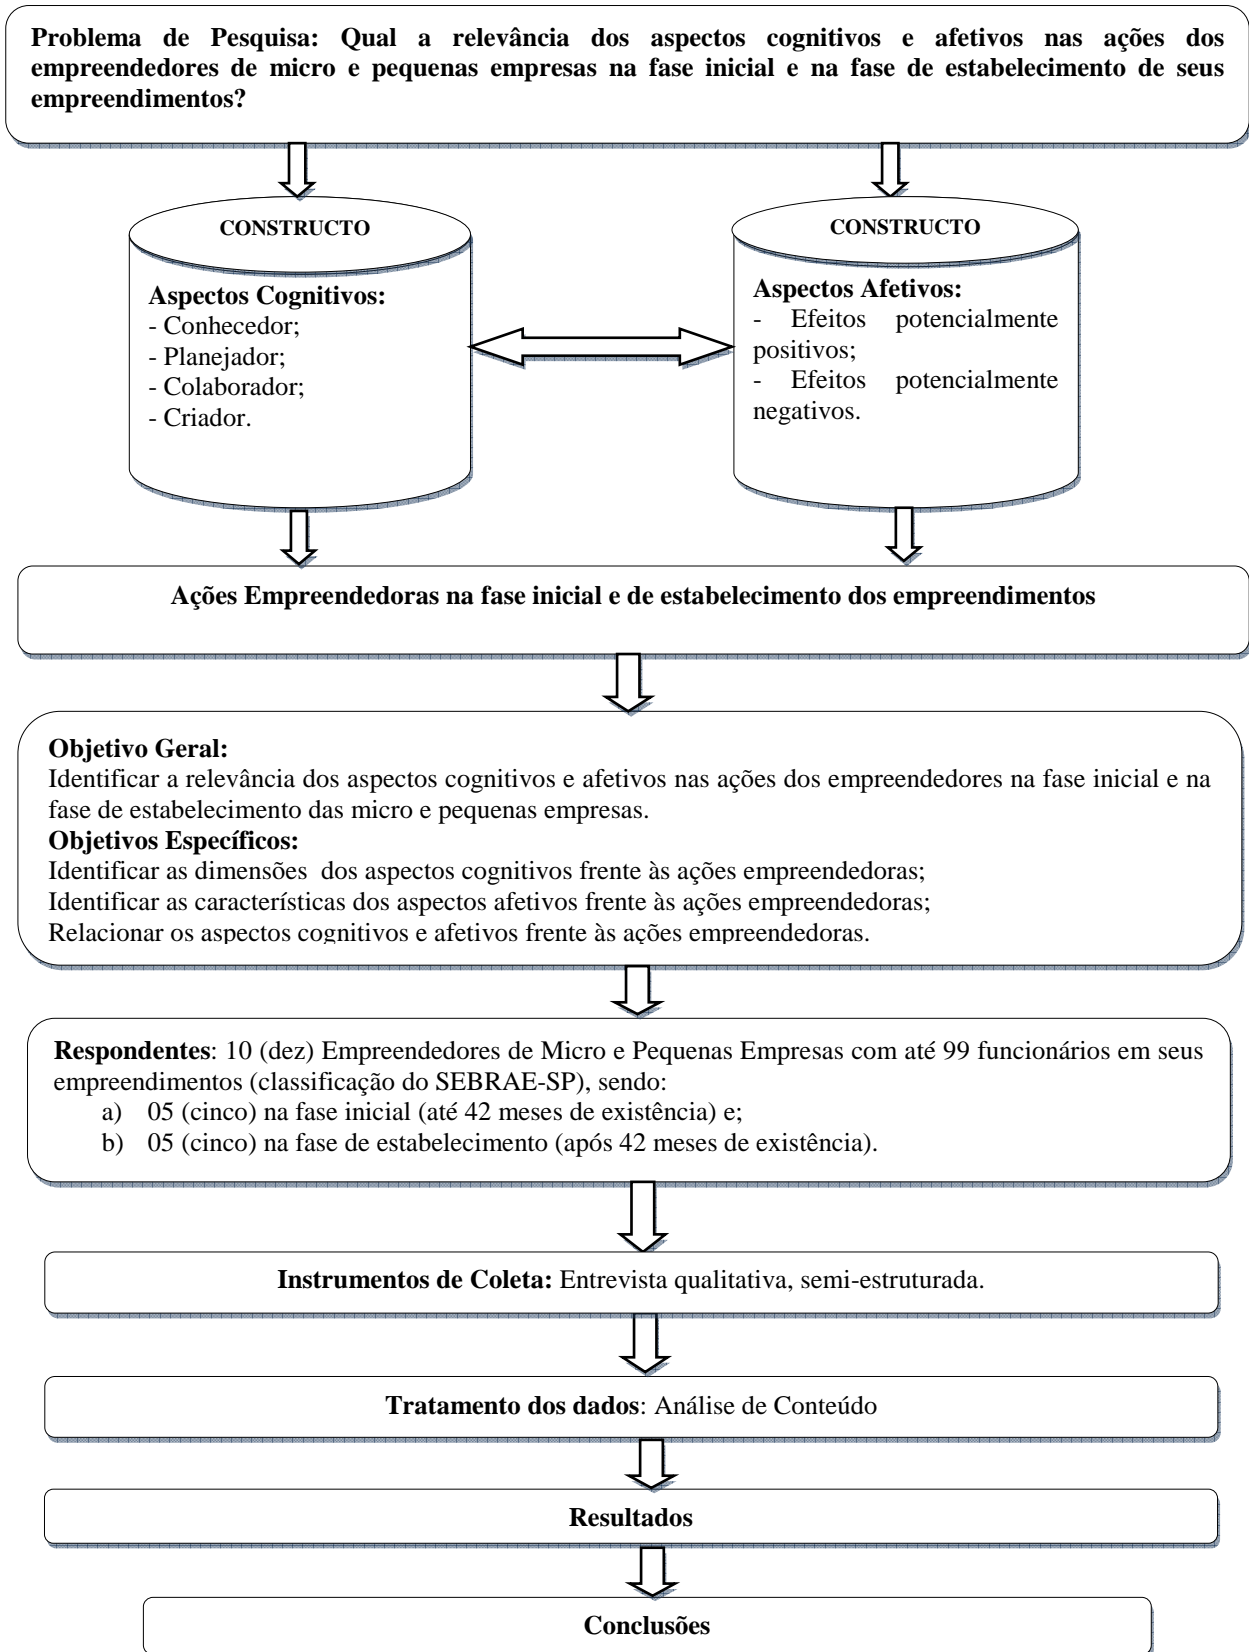 Problema de Pesquisa: Qual a relevância dos aspectos cognitivos e afetivos nas ações dos
empreendedores de micro e pequenas empresas na fase inicial e na fase de estabelecimento de seus
empreendimentos?
CONSTRUCTO
Aspectos Cognitivos:
- Conhecedor;
- Planejador;
- Colaborador;
- Criador.
CONSTRUCTO
Aspectos Afetivos:
- Efeitos potencialmente
positivos;
- Efeitos potencialmente
negativos.
Ações Empreendedoras na fase inicial e de estabelecimento dos empreendimentos
Objetivo Geral:
Identificar a relevância dos aspectos cognitivos e afetivos nas ações dos empreendedores na fase inicial e na
fase de estabelecimento das micro e pequenas empresas.
Objetivos Específicos:
Identificar as dimensões dos aspectos cognitivos frente às ações empreendedoras;
Identificar as características dos aspectos afetivos frente às ações empreendedoras;
Relacionar os aspectos cognitivos e afetivos frente às ações empreendedoras.
Respondentes: 10 (dez) Empreendedores de Micro e Pequenas Empresas com até 99 funcionários em seus
empreendimentos (classificação do SEBRAE-SP), sendo:
a) 05 (cinco) na fase inicial (até 42 meses de existência) e;
b) 05 (cinco) na fase de estabelecimento (após 42 meses de existência).
Instrumentos de Coleta: Entrevista qualitativa, semi-estruturada.
Tratamento dos dados: Análise de Conteúdo
Resultados
Conclusões